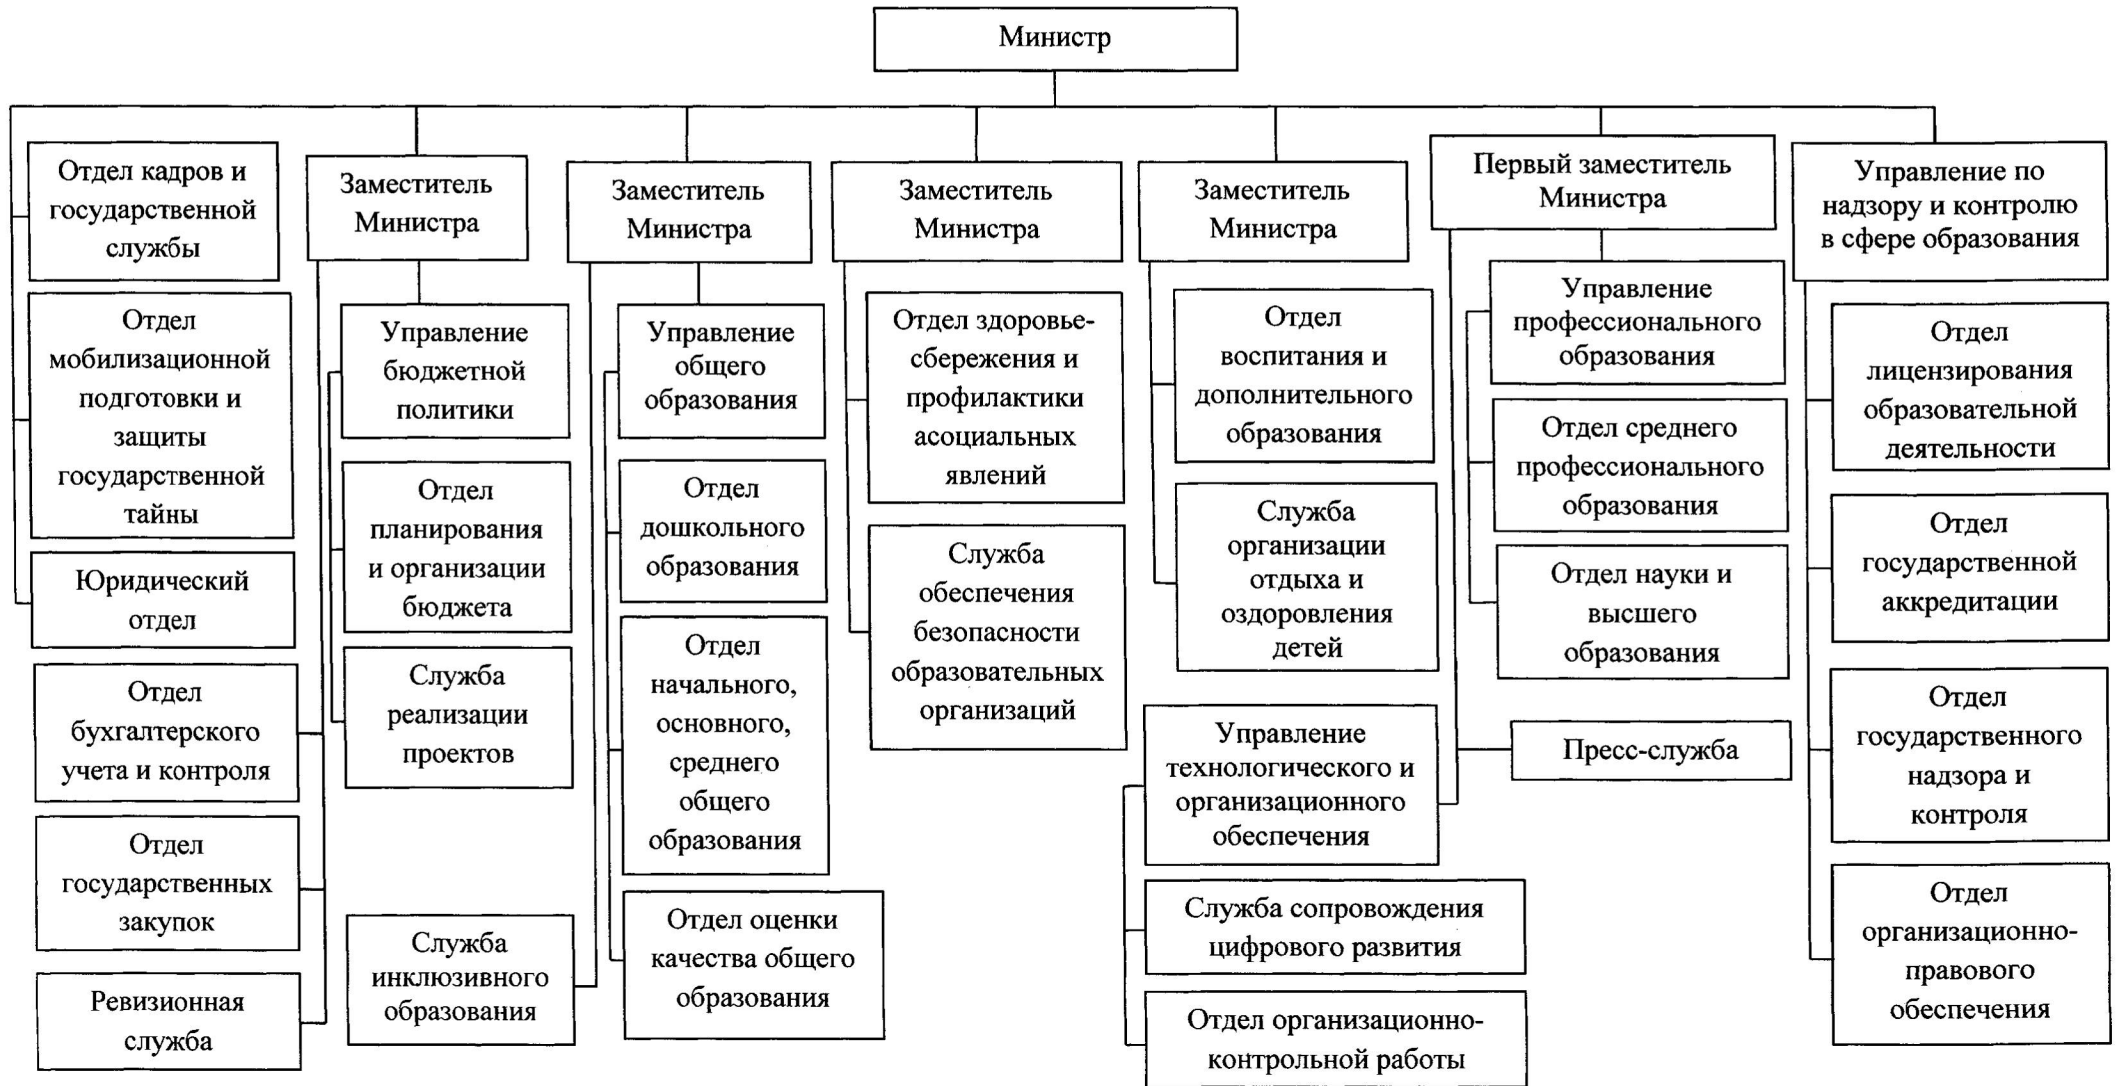 Министр
Отдел кадров и
государственной
службы
Отдел
мобилизационной
подготовки и
защиты
государственной
тайны
Юридический
отдел
Отдел
бухгалтерского
учета и контроля
Отдел
государственных
закупок
Ревизионная
служба
Заместитель
Министра
Управление
бюджетной
политики
Отдел
планирования
и организации
бюджета
Служба
реализации
проектов
Служба
инклюзивного
образования
Заместитель
Министра
Управление
общего
образования
Отдел
дошкольного
образования
Отдел
начального,
основного,
среднего
общего
образования
Отдел оценки
качества общего
образования
Заместитель
Министра
Отдел здоровье-
сбережения и
профилактики
асоциальных
явлений
Служба
обеспечения
безопасности
образовательных
организаций
Заместитель
Министра
Отдел
воспитания и
дополнительного
образования
Служба
организации
отдыха и
оздоровления
детей
Управление
технологического и
организационного
обеспечения
Служба сопровождения
цифрового развития
Отдел организационно-
контрольной работы
Первый заместитель
Министра
Управление
профессионального
образования
Отдел среднего
профессионального
образования
Отдел науки и
высшего
образования
Пресс-служба
Управление по
надзору и контролю
в сфере образования
Отдел
лицензирования
образовательной
деятельности
Отдел
государственной
аккредитации
Отдел
государственного
надзора и
контроля
Отдел
организационно-
правового
обеспечения